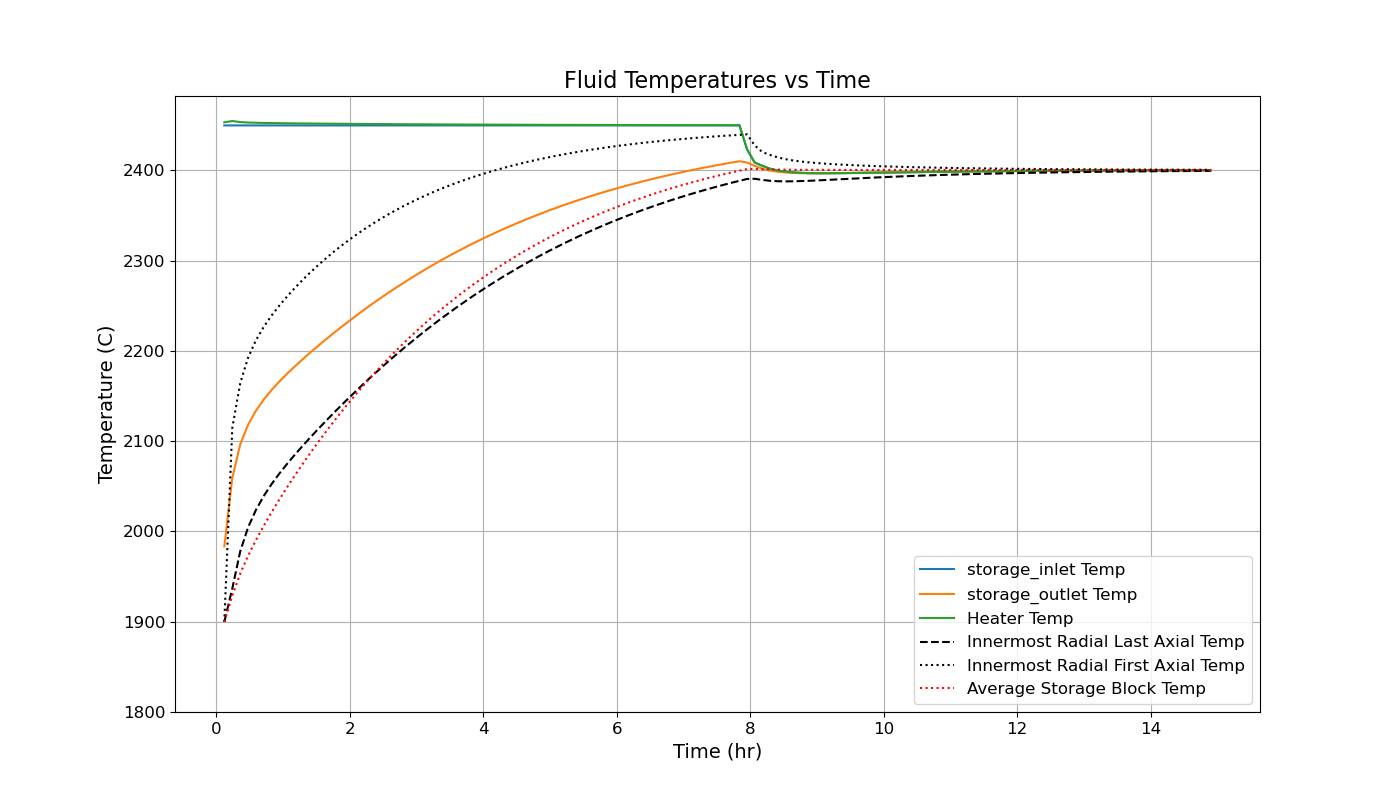 Fluid Temperatures vs Time
Temperature (C)
2400
2300
2200
2100
2000
1900
1800
0 2 4 6 8 10 12 14
Time (hr)
storage_inlet Temp
storage_outlet Temp
Heater Temp
Innermost Radial Last Axial Temp
Innermost Radial First Axial Temp
Average Storage Block Temp